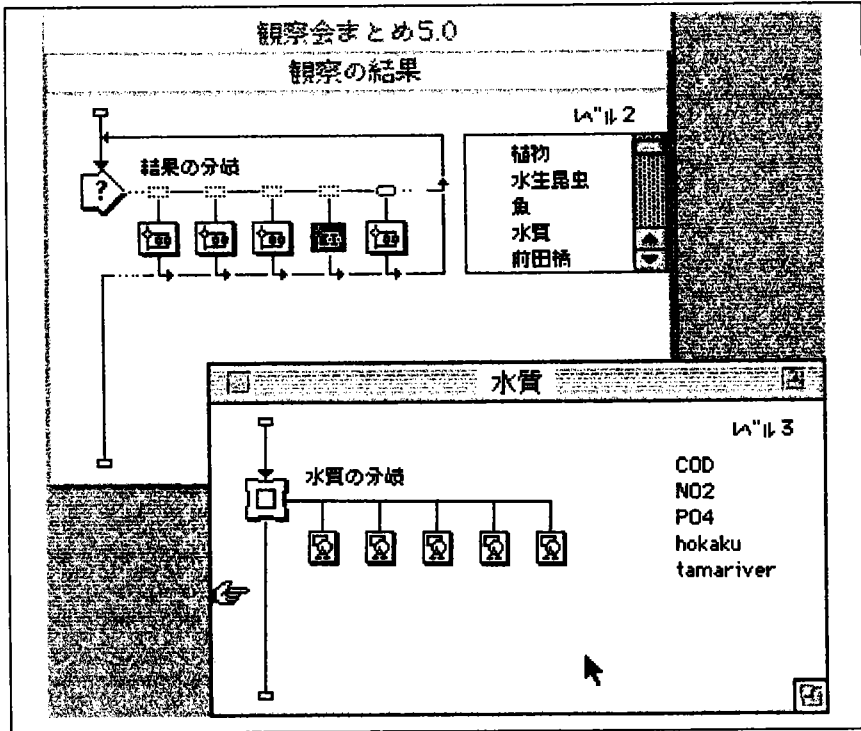 観察会まとめ5.0
観察の結果
レベル2
結果の分岐
?
植物
水生昆虫
魚
水質
前田橋
水質
レベル3
水質の分岐
COD
NO2
PO4
hokaku
tamariver